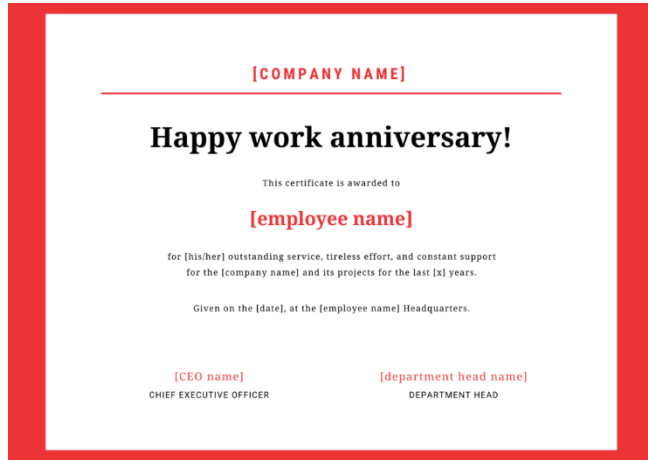 [COMPANY NAME]
Happy work anniversary!
This certificate is awarded to
[employee name]
for [his/her] outstanding service, tireless effort, and constant support
for the [company name] and its projects for the last [x] years.
Given on the [date], at the [employee name] Headquarters.
[CEO name]
CHIEF EXECUTIVE OFFICER
[department head name]
DEPARTMENT HEAD